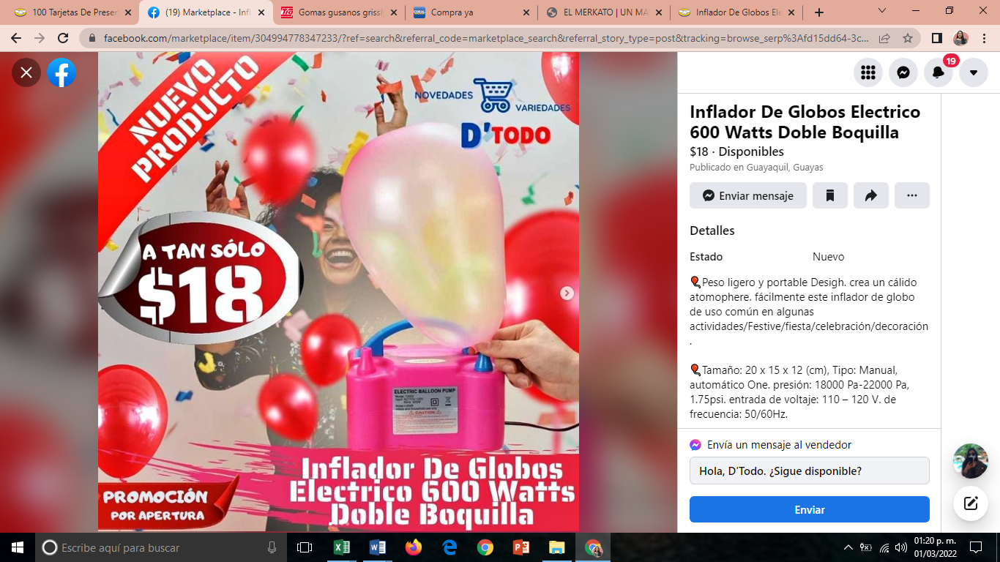 100 Tarjetas De Presen
(19) Marketplace - Infl
Gomas gusanos grissly
Compra ya
EL MERKATO | UN MA
Inflador De Globos Ele
facebook.com/marketplace/item/304994778347233/?ref=search&referral_code=marketplace_search&referral_story_type=post&tracking=browse_serp%3Afd15dd64-3c...
NUEVO
PRODUCTO
NOVEDADES
VARIEDADES
D'TODO
A TAN SÓLO
$18
ELECTRIC BALLOON PUMP
CAUTION
Inflador De Globos
Electrico 600 Watts
Doble Boquilla
PROMOCIÓN
POR APERTURA
19
Inflador De Globos Electrico
600 Watts Doble Boquilla
$18 · Disponibles
Publicado en Guayaquil, Guayas
Enviar mensaje
Detalles
Estado Nuevo
Peso ligero y portable Desigh. crea un cálido
atomophere. fácilmente este inflador de globo
de uso común en algunas
actividades/Festive/fiesta/celebración/decoración
.
Tamaño: 20 x 15 x 12 (cm), Tipo: Manual,
automático One. presión: 18000 Pa-22000 Pa,
1.75psi. entrada de voltaje: 110 – 120 V. de
frecuencia: 50/60Hz.
Envía un mensaje al vendedor
Hola, D'Todo. ¿Sigue disponible?
Enviar
Escribe aquí para buscar
01:20 p. m.
01/03/2022